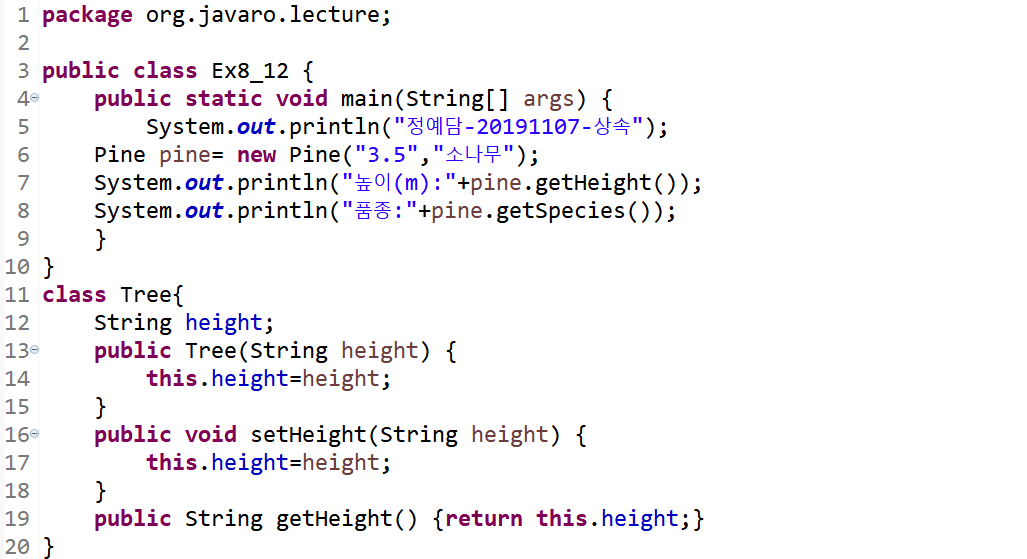 1 package org.javaro.lecture;
2
3 public class Ex8_12 {
4 public static void main(String[] args) {
5 System.out.println("정예담-20191107-상속");
6 Pine pine= new Pine("3.5","소나무");
7 System.out.println("높이(m):"+pine.getHeight());
8 System.out.println("품종:"+pine.getSpecies());
9 }
10 }
11 class Tree{
12 String height;
13 public Tree(String height) {
14 this.height=height;
15 }
16 public void setHeight(String height) {
17 this.height=height;
18 }
19 public String getHeight() {return this.height;}
20 }